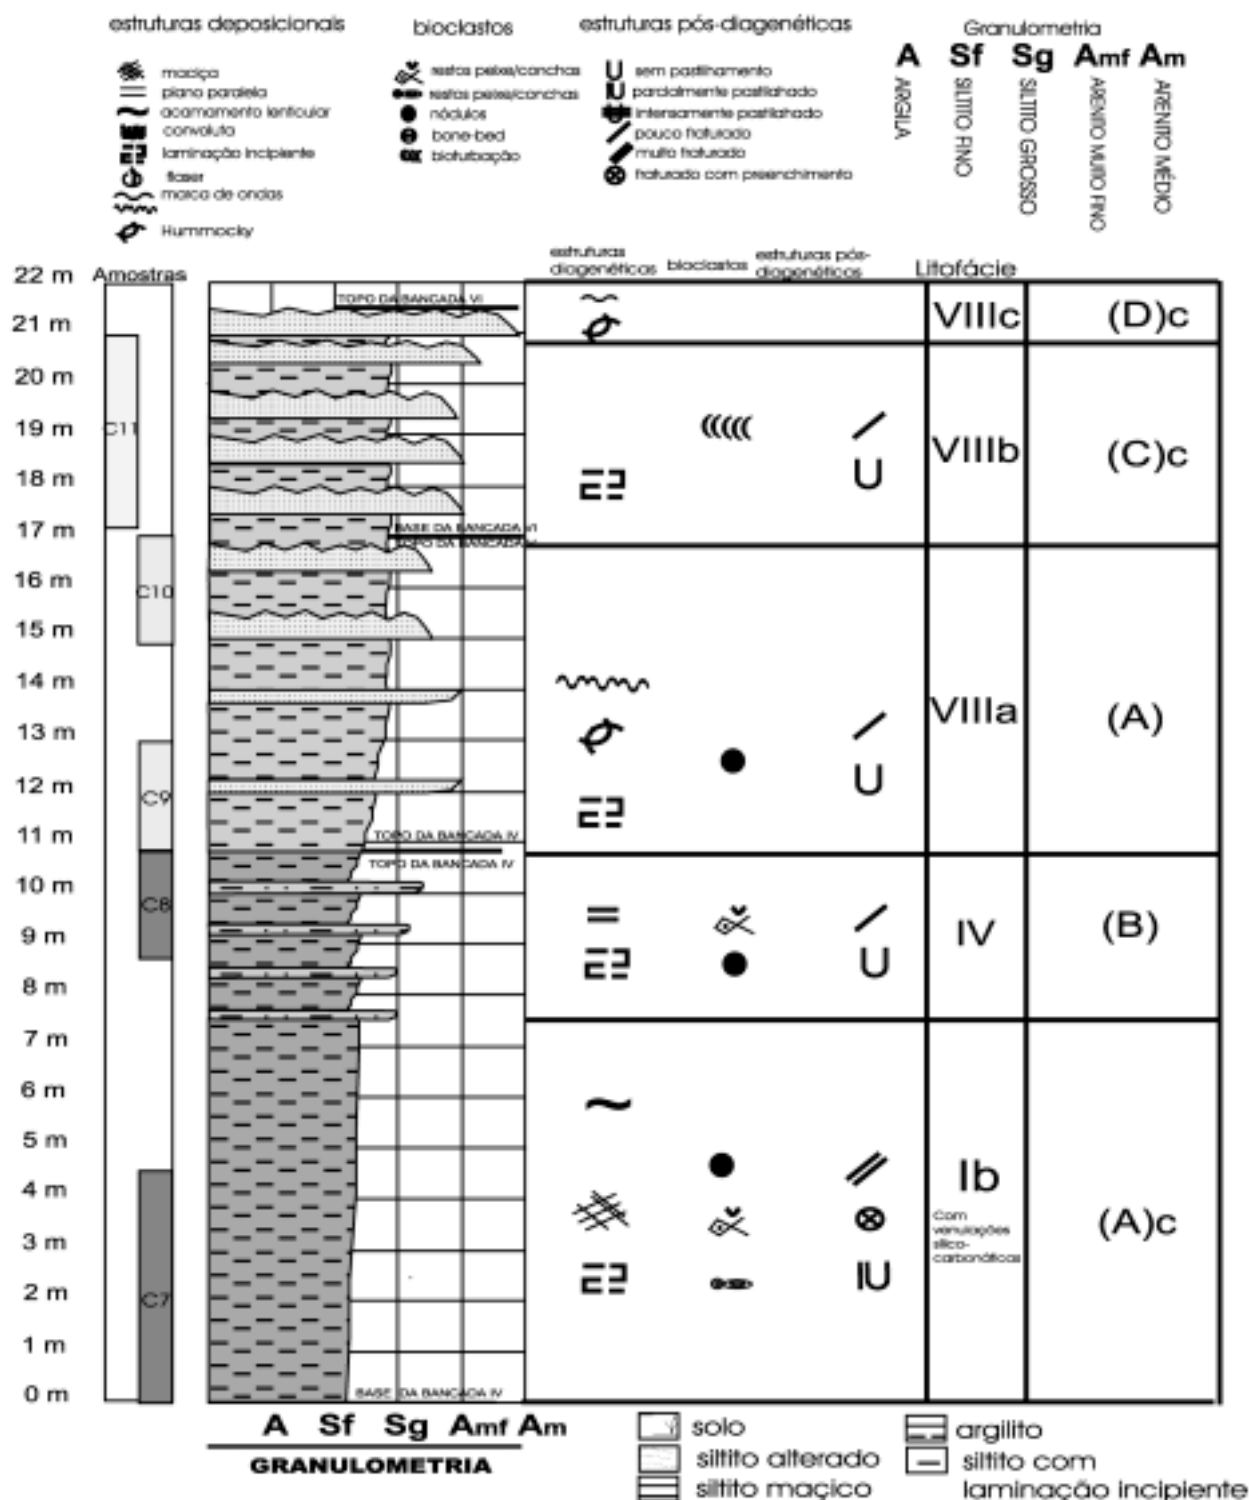 estruturas deposicionais
maciça
plano paralela
acamamento lenticular
convoluta
laminação incipiente
flaser
marca de ondas
Hummocky
bioclastos
restos peixe/conchas
restos peixe/conchas
nódulos
bone-bed
bioturbação
estruturas pós-diagenéticas
sem pastilhamento
parcialmente pastilahado
intensamente pastilahado
pouco fraturado
muito fraturado
fraturado com preenchimento
Granulometria
A Sf Sg Amf Am
ARGILA
SILTITO FINO
SILTITO GROSSO
ARENITO MUITO FINO
ARENITO MÉDIO
Amostras
estruturas diagenéticas
bioclastos
estruturas pós-diagenéticas
Litofácie
22 m
21 m
20 m
19 m
18 m
17 m
16 m
15 m
14 m
13 m
12 m
11 m
10 m
9 m
8 m
7 m
6 m
5 m
4 m
3 m
2 m
1 m
0 m
C11
C10
C9
C8
C7
TOPO DA BANCADA VI
BASE DA BANCADA VI
TOPO DA BANCADA
TOPO DA BANCADA IV
TOPO DA BANCADA IV
BASE DA BANCADA IV
VIIIc (D)c
VIIIb (C)c
VIIIa (A)
IV (B)
Ib (A)c
Com
venulações
sílico-
carbonáticas
A Sf Sg Amf Am
GRANULOMETRIA
solo
siltito alterado
siltito maçico
argilito
siltito com
laminação incipiente